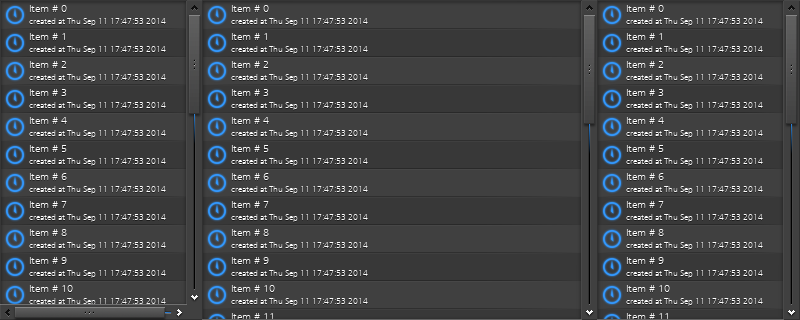 Item # 0
created at Thu Sep 11 17:47:53 2014
Item # 1
created at Thu Sep 11 17:47:53 2014
Item # 2
created at Thu Sep 11 17:47:53 2014
Item # 3
created at Thu Sep 11 17:47:53 2014
Item # 4
created at Thu Sep 11 17:47:53 2014
Item # 5
created at Thu Sep 11 17:47:53 2014
Item # 6
created at Thu Sep 11 17:47:53 2014
Item # 7
created at Thu Sep 11 17:47:53 2014
Item # 8
created at Thu Sep 11 17:47:53 2014
Item # 9
created at Thu Sep 11 17:47:53 2014
Item # 10
created at Thu Sep 11 17:47:53 2014
Item # 0
created at Thu Sep 11 17:47:53 2014
Item # 1
created at Thu Sep 11 17:47:53 2014
Item # 2
created at Thu Sep 11 17:47:53 2014
Item # 3
created at Thu Sep 11 17:47:53 2014
Item # 4
created at Thu Sep 11 17:47:53 2014
Item # 5
created at Thu Sep 11 17:47:53 2014
Item # 6
created at Thu Sep 11 17:47:53 2014
Item # 7
created at Thu Sep 11 17:47:53 2014
Item # 8
created at Thu Sep 11 17:47:53 2014
Item # 9
created at Thu Sep 11 17:47:53 2014
Item # 10
created at Thu Sep 11 17:47:53 2014
Item # 11
Item # 0
created at Thu Sep 11 17:47:53 2014
Item # 1
created at Thu Sep 11 17:47:53 2014
Item # 2
created at Thu Sep 11 17:47:53 2014
Item # 3
created at Thu Sep 11 17:47:53 2014
Item # 4
created at Thu Sep 11 17:47:53 2014
Item # 5
created at Thu Sep 11 17:47:53 2014
Item # 6
created at Thu Sep 11 17:47:53 2014
Item # 7
created at Thu Sep 11 17:47:53 2014
Item # 8
created at Thu Sep 11 17:47:53 2014
Item # 9
created at Thu Sep 11 17:47:53 2014
Item # 10
created at Thu Sep 11 17:47:53 2014
Item # 11